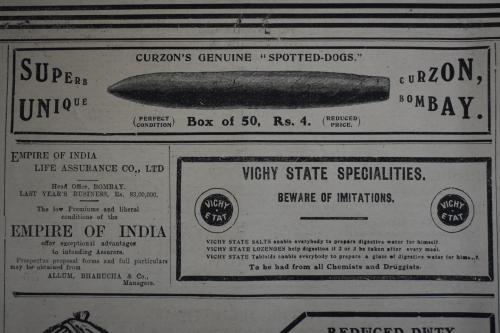 CURZON'S GENUINE "SPOTTED-DOGS."
SUPERB
UNIQUE
CURZON,
BOMBAY.
(PERFECT CONDITION)
Box of 50, Rs. 4.
(REDUCED PRICE.)
EMPIRE OF INDIA
LIFE ASSURANCE CO., LTD
Head Office, BOMBAY.
LAST YEAR'S BUSINESS, Rs. 83,00,000.
The low Premiums and liberal
conditions of the
EMPIRE OF INDIA
offer exceptional advantages
to intending Assurers.
Prospectus proposal forms and full particulars
may be obtained from
ALLUM, BHARUCHA & Co.,
Managers.
VICHY STATE SPECIALITIES.
BEWARE OF IMITATIONS.
VICHY
ETAT
VICHY
ETAT
VICHY STATE SALTS enable everybody to prepare digestive water for himself.
VICHY STATE LOZENGES help digestion if 2 or 3 be taken after every meal.
VICHY STATE Tabloids enable everybody to prepare a glass of digestive water for
To be had from all Chemists and Druggists.
REDUCED DUTY